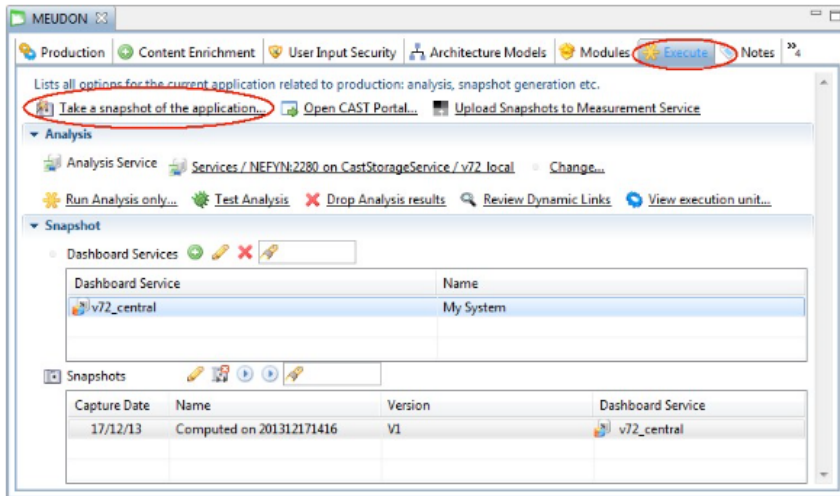 MEUDON
Production Content Enrichment User Input Security Architecture Models Modules Execute Notes »4
Lists all options for the current application related to production: analysis, snapshot generation etc.
Take a snapshot of the application... Open CAST Portal... Upload Snapshots to Measurement Service
Analysis
Analysis Service Services / NEFYN:2280 on CastStorageService / v72_local Change...
Run Analysis only... Test Analysis Drop Analysis results Review Dynamic Links View execution unit...
Snapshot
Dashboard Services
Dashboard Service Name
v72_central My System
Snapshots
Capture Date Name Version Dashboard Service
17/12/13 Computed on 201312171416 V1 v72_central